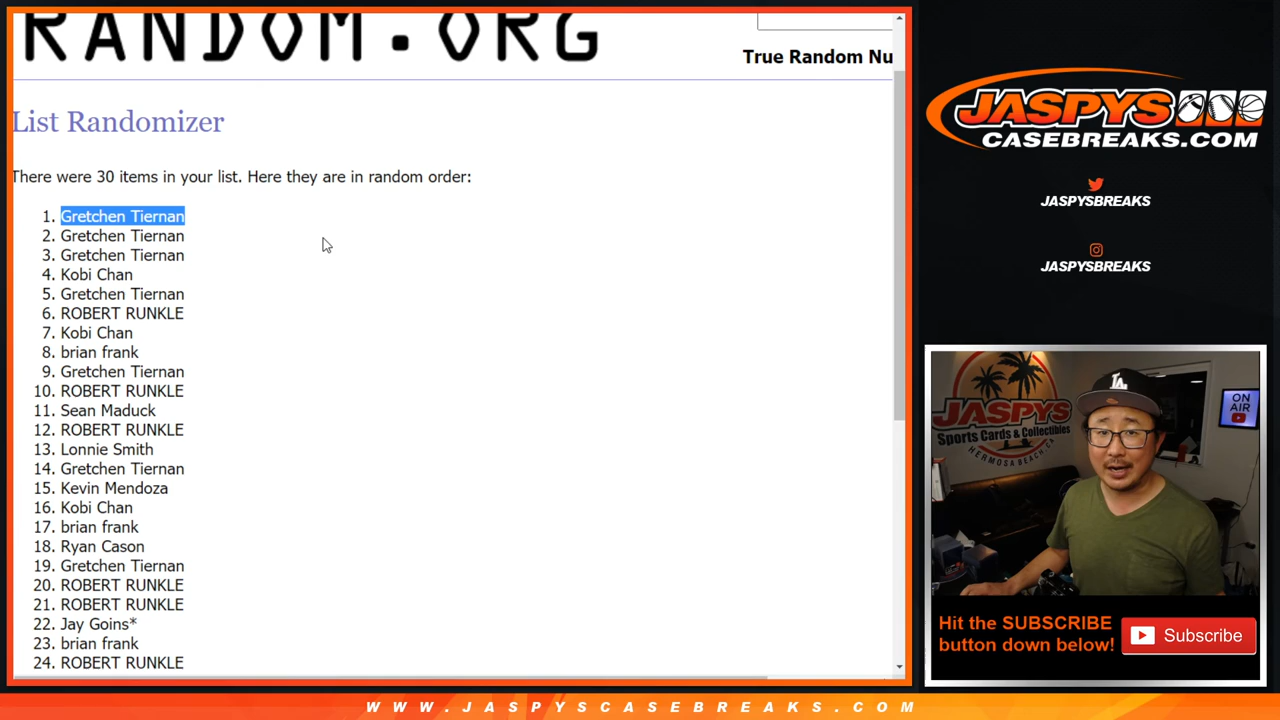 RANDOM.ORG
True Random Nu
List Randomizer
There were 30 items in your list. Here they are in random order:
1. Gretchen Tiernan
2. Gretchen Tiernan
3. Gretchen Tiernan
4. Kobi Chan
5. Gretchen Tiernan
6. ROBERT RUNKLE
7. Kobi Chan
8. brian frank
9. Gretchen Tiernan
10. ROBERT RUNKLE
11. Sean Maduck
12. ROBERT RUNKLE
13. Lonnie Smith
14. Gretchen Tiernan
15. Kevin Mendoza
16. Kobi Chan
17. brian frank
18. Ryan Cason
19. Gretchen Tiernan
20. ROBERT RUNKLE
21. ROBERT RUNKLE
22. Jay Goins*
23. brian frank
24. ROBERT RUNKLE
JASPYS
CASEBREAKS.COM
JASPYSBREAKS
JASPYSBREAKS
JASPYS
Sports Cards & Collectibles
HERMOSA BEACH, CA
LA
ON
AIR
Hit the SUBSCRIBE
button down below!
Subscribe
WWW.JASPYSCASEBREAKS.COM